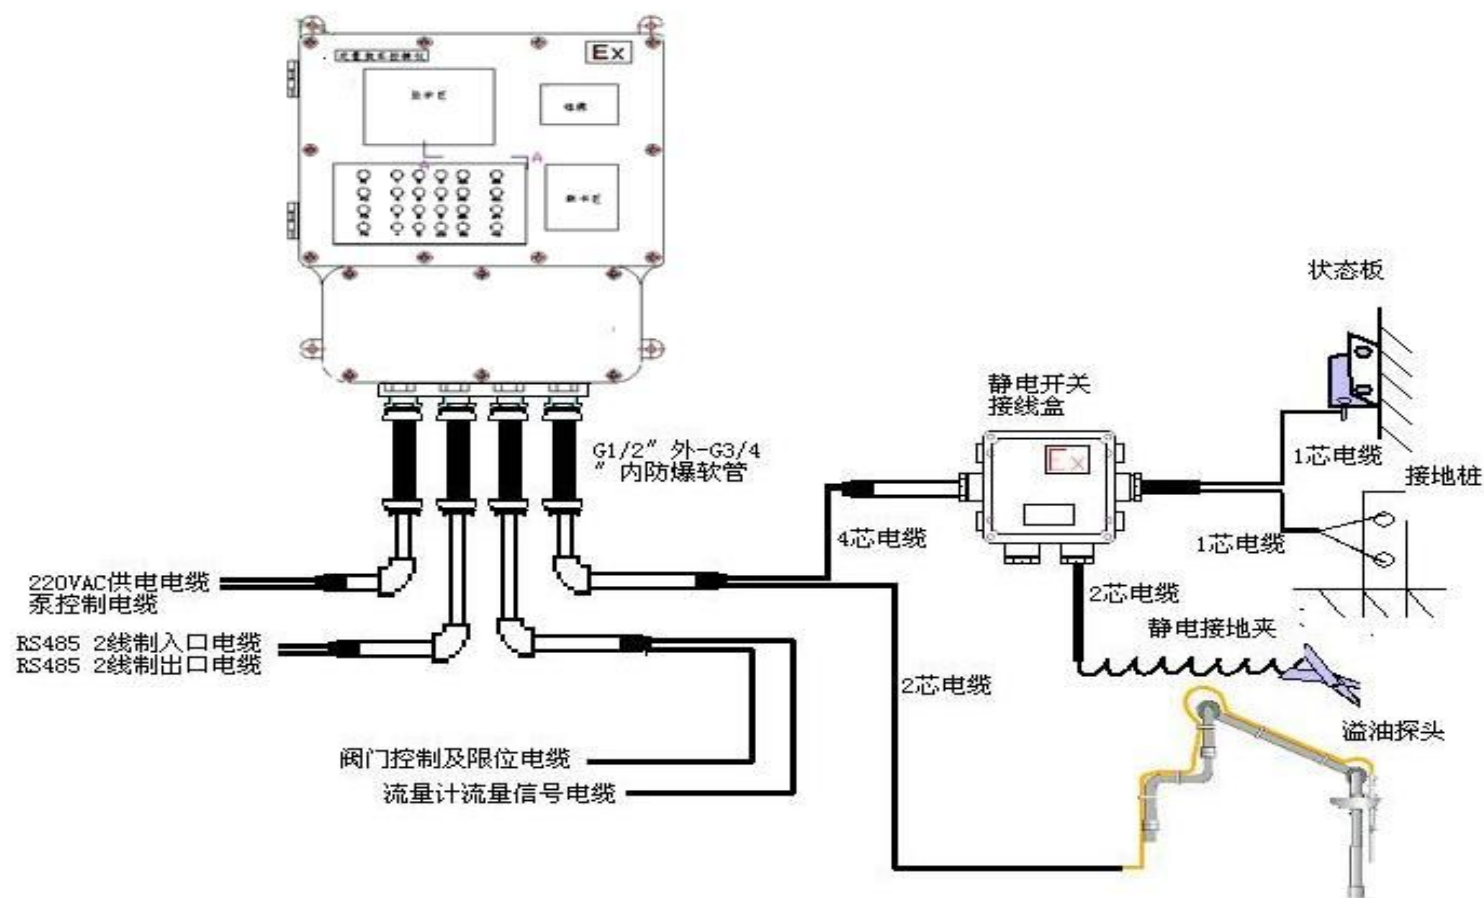 Ex
A
A
状态板
静电开关
接线盒
G1/2″外-G3/4
″内防爆软管
Ex
1芯电缆
接地桩
4芯电缆
1芯电缆
220VAC供电电缆
泵控制电缆
2芯电缆
静电接地夹
RS485 2线制入口电缆
RS485 2线制出口电缆
2芯电缆
溢油探头
阀门控制及限位电缆
流量计流量信号电缆